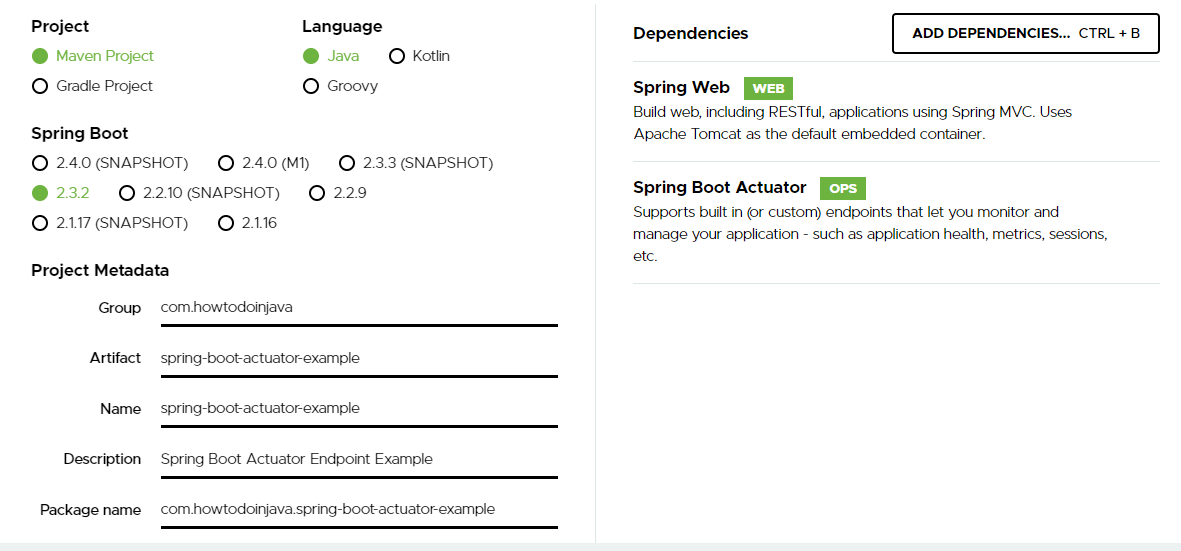 Project
Language
Maven Project
Java
Kotlin
Gradle Project
Groovy
Spring Boot
2.4.0 (SNAPSHOT)
2.4.0 (M1)
2.3.3 (SNAPSHOT)
2.3.2
2.2.10 (SNAPSHOT)
2.2.9
2.1.17 (SNAPSHOT)
2.1.16
Project Metadata
Group com.howtodoinjava
Artifact spring-boot-actuator-example
Name spring-boot-actuator-example
Description Spring Boot Actuator Endpoint Example
Package name com.howtodoinjava.spring-boot-actuator-example
Dependencies
ADD DEPENDENCIES... CTRL + B
Spring Web WEB
Build web, including RESTful, applications using Spring MVC. Uses
Apache Tomcat as the default embedded container.
Spring Boot Actuator OPS
Supports built in (or custom) endpoints that let you monitor and
manage your application - such as application health, metrics, sessions,
etc.